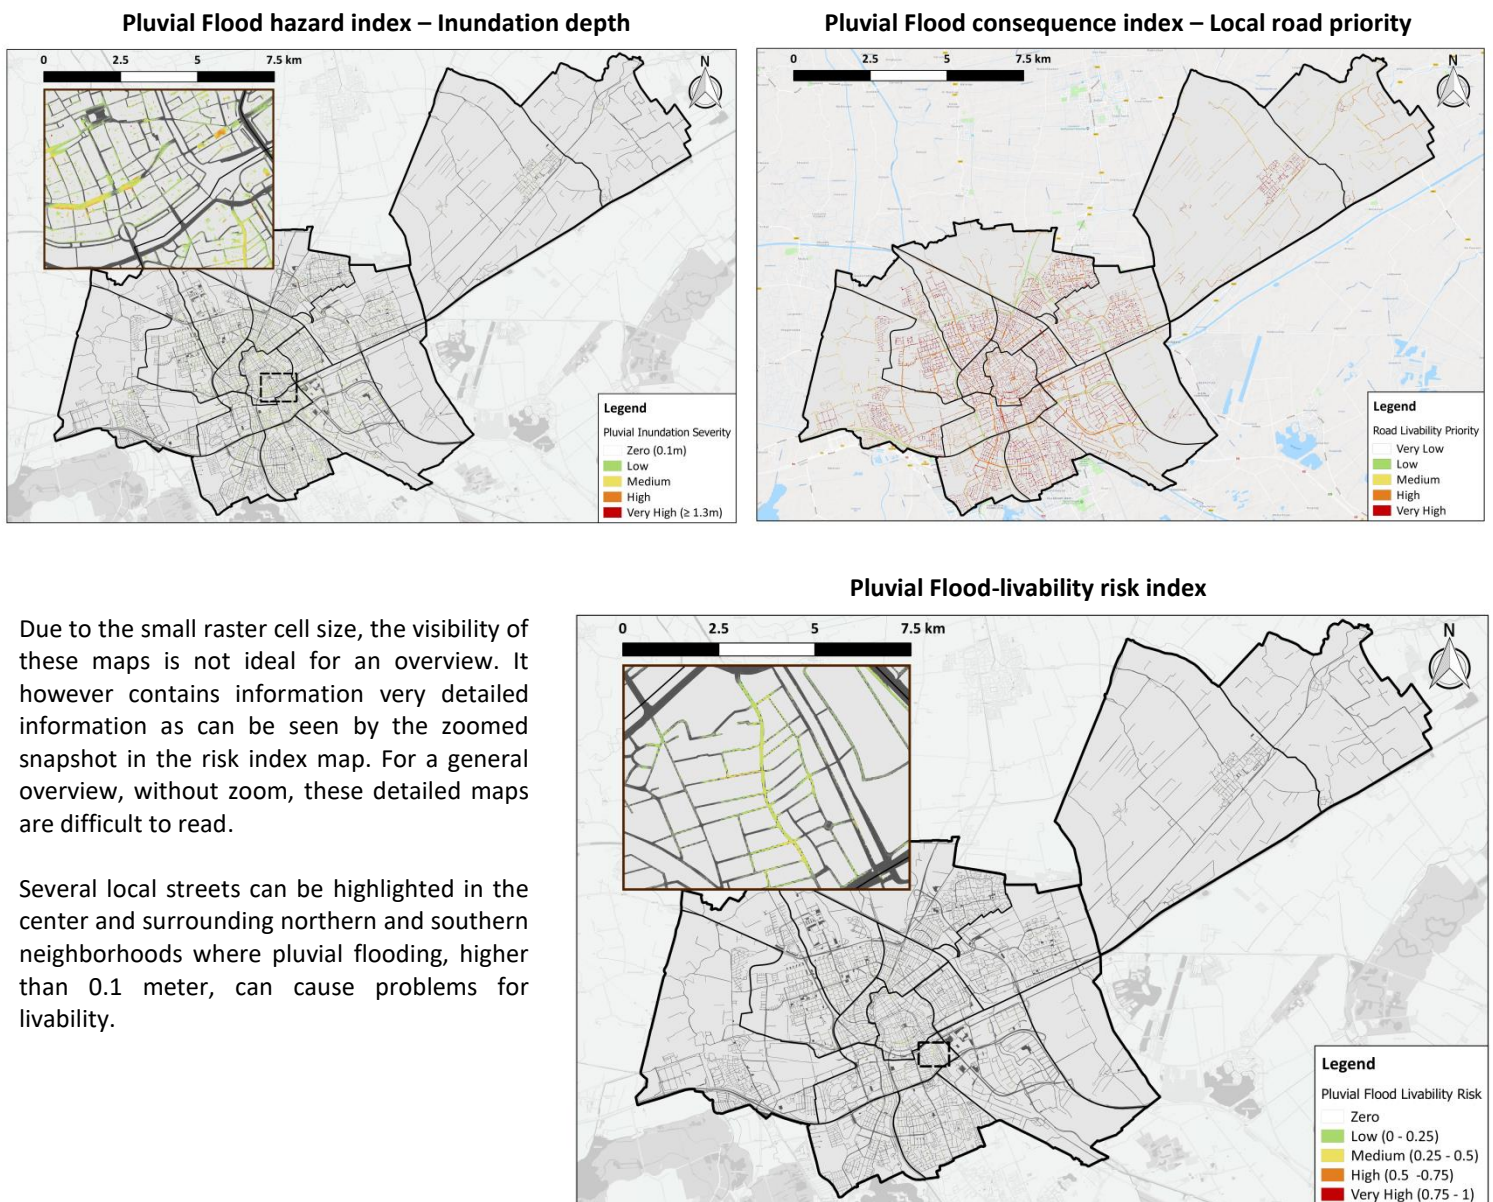 Pluvial Flood hazard index – Inundation depth
0 2.5 5 7.5 km
N
Legend
Pluvial Inundation Severity
Zero (0.1m)
Low
Medium
High
Very High (≥ 1.3m)
Pluvial Flood consequence index – Local road priority
0 2.5 5 7.5 km
N
Legend
Road Livability Priority
Very Low
Low
Medium
High
Very High
Due to the small raster cell size, the visibility of
these maps is not ideal for an overview. It
however contains information very detailed
information as can be seen by the zoomed
snapshot in the risk index map. For a general
overview, without zoom, these detailed maps
are difficult to read.
Several local streets can be highlighted in the
center and surrounding northern and southern
neighborhoods where pluvial flooding, higher
than 0.1 meter, can cause problems for
livability.
Pluvial Flood-livability risk index
0 2.5 5 7.5 km
N
Legend
Pluvial Flood Livability Risk
Zero
Low (0 - 0.25)
Medium (0.25 - 0.5)
High (0.5 -0.75)
Very High (0.75 - 1)